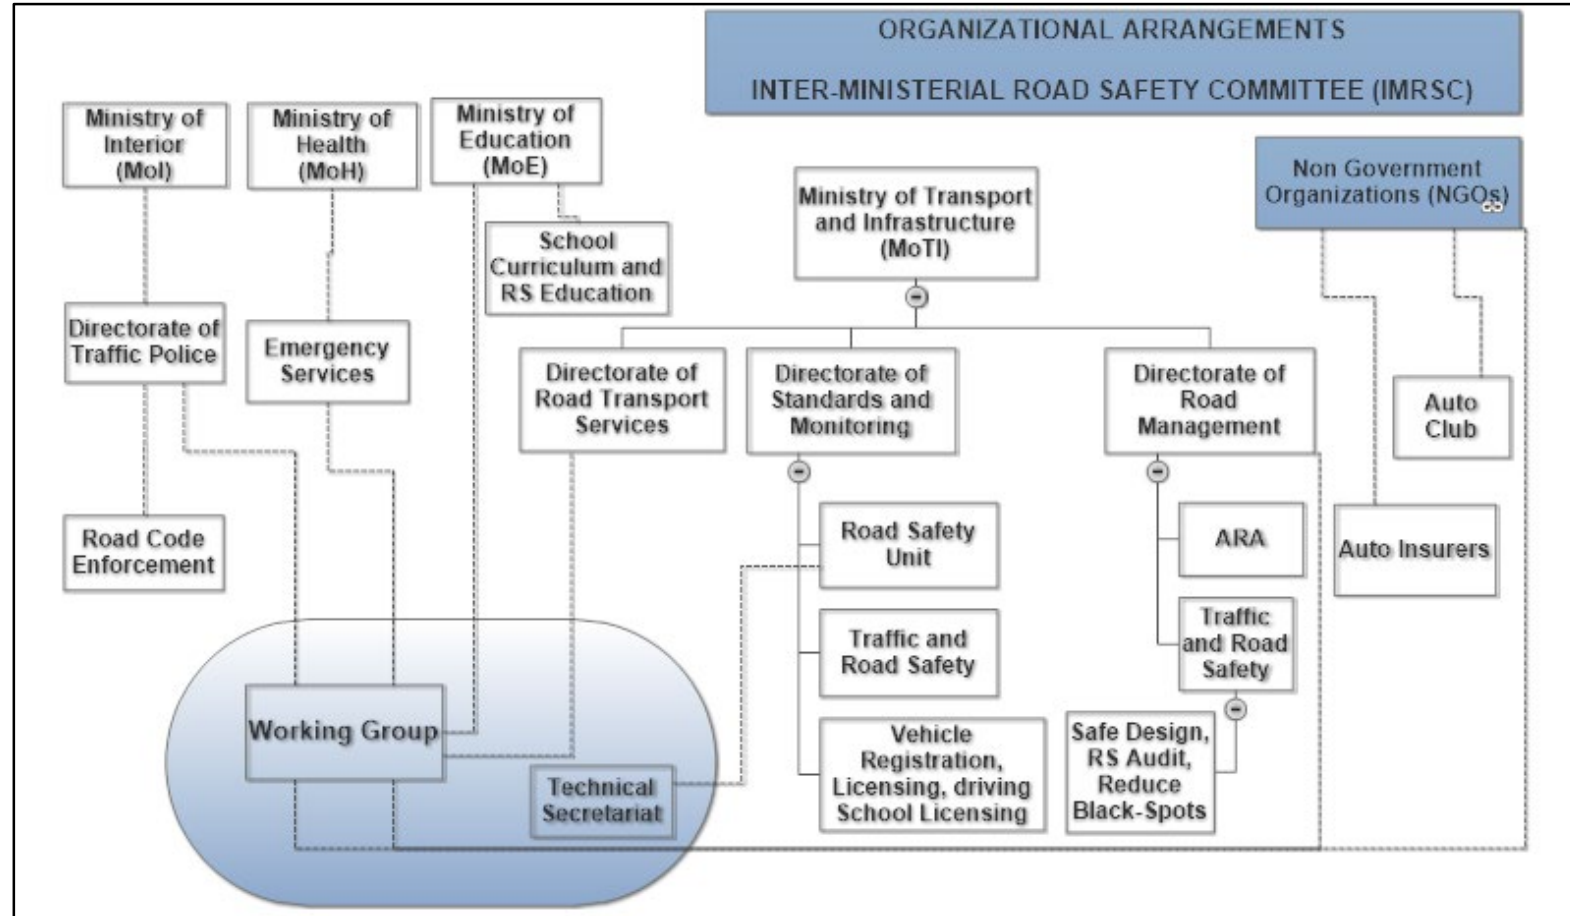 ORGANIZATIONAL ARRANGEMENTS
INTER-MINISTERIAL ROAD SAFETY COMMITTEE (IMRSC)
Ministry of
Interior
(MoI)
Ministry of
Health
(MoH)
Ministry of
Education
(MoE)
Ministry of Transport
and Infrastructure
(MoTI)
Non Government
Organizations (NGOs)
School
Curriculum and
RS Education
Directorate of
Traffic Police
Emergency
Services
Directorate of
Road Transport
Services
Directorate of
Standards and
Monitoring
Directorate of
Road
Management
Auto
Club
Road Code
Enforcement
Road Safety
Unit
ARA
Auto Insurers
Traffic and
Road Safety
Traffic
and Road
Safety
Working Group
Technical
Secretariat
Vehicle
Registration,
Licensing, driving
School Licensing
Safe Design,
RS Audit,
Reduce
Black-Spots